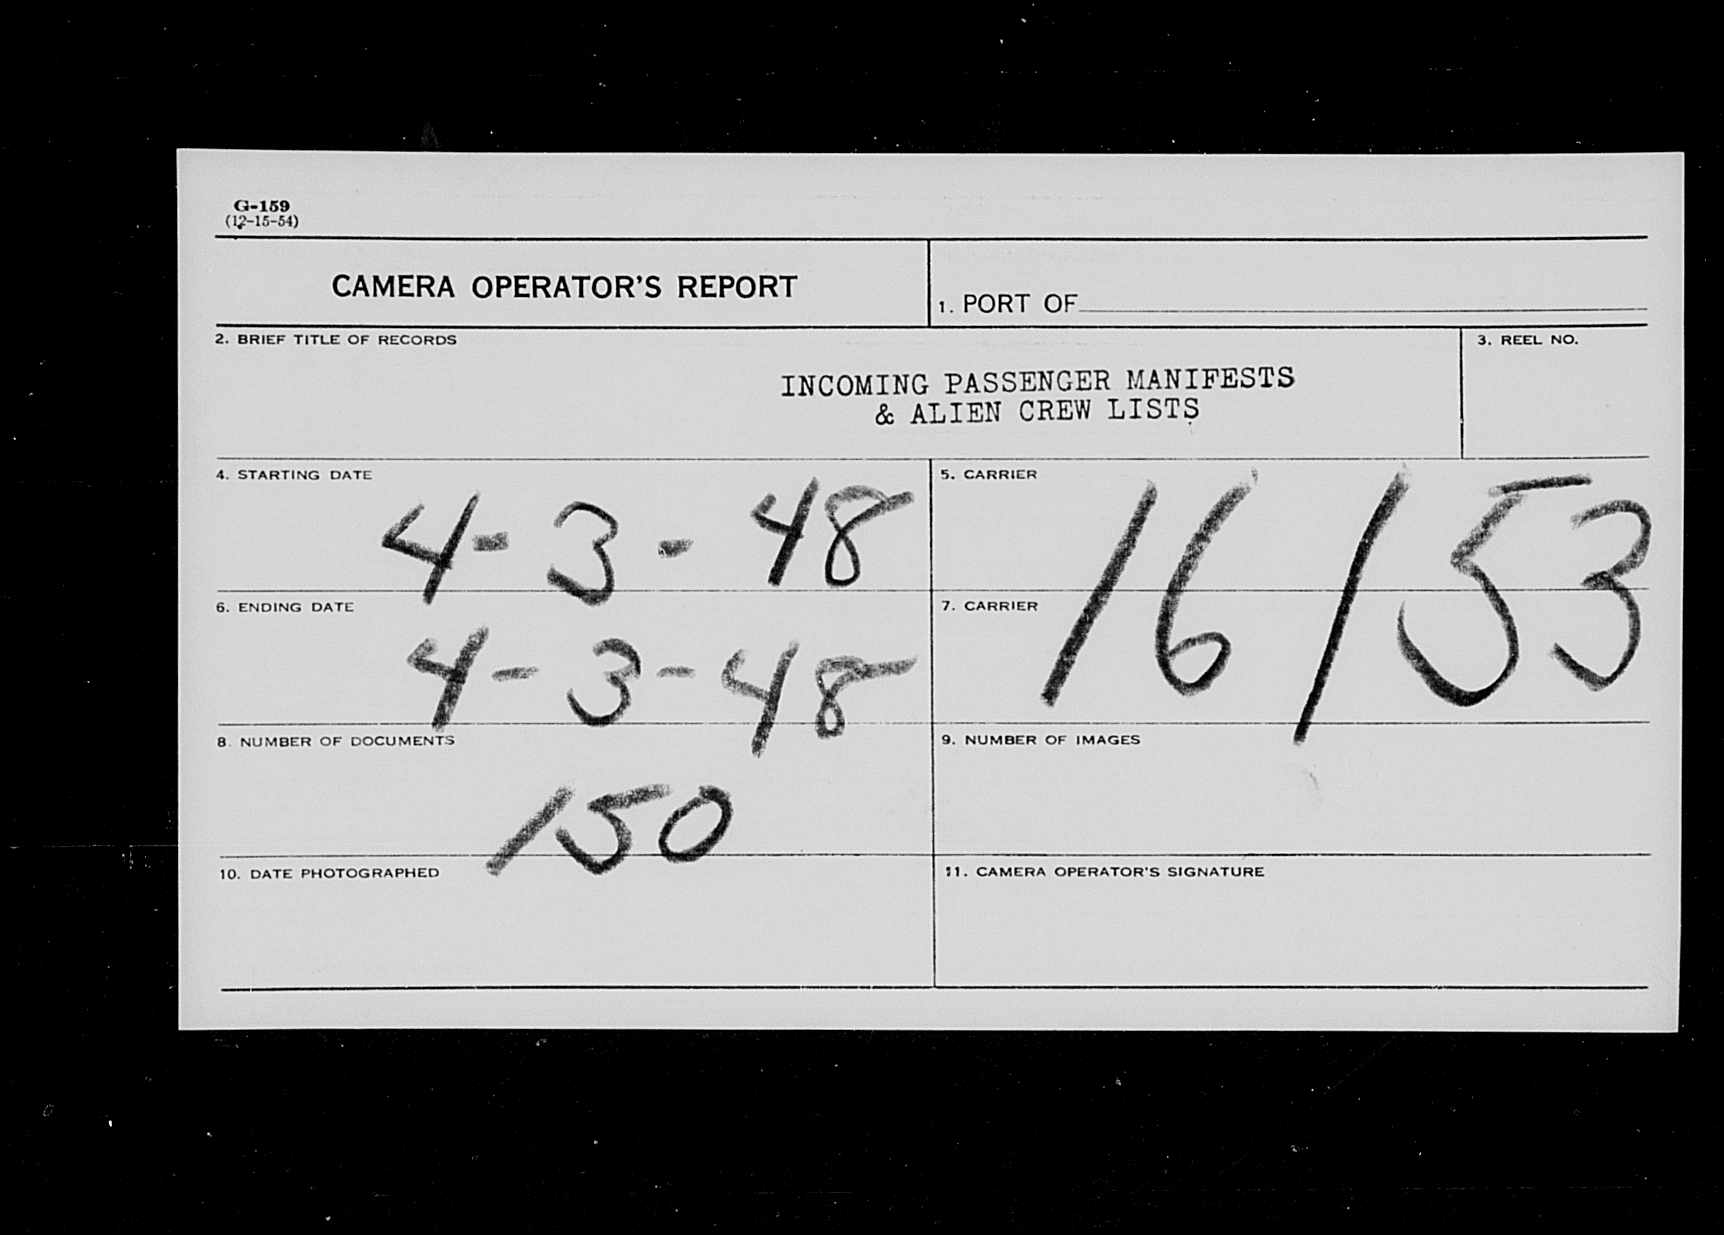 G-159
(12-15-54)
CAMERA OPERATOR'S REPORT
1. PORT OF
2. BRIEF TITLE OF RECORDS
3. REEL NO.
INCOMING PASSENGER MANIFESTS
& ALIEN CREW LISTS
4. STARTING DATE
4-3-48
5. CARRIER
16153
6. ENDING DATE
4-3-48
7. CARRIER
8. NUMBER OF DOCUMENTS
150
9. NUMBER OF IMAGES
10. DATE PHOTOGRAPHED
11. CAMERA OPERATOR'S SIGNATURE